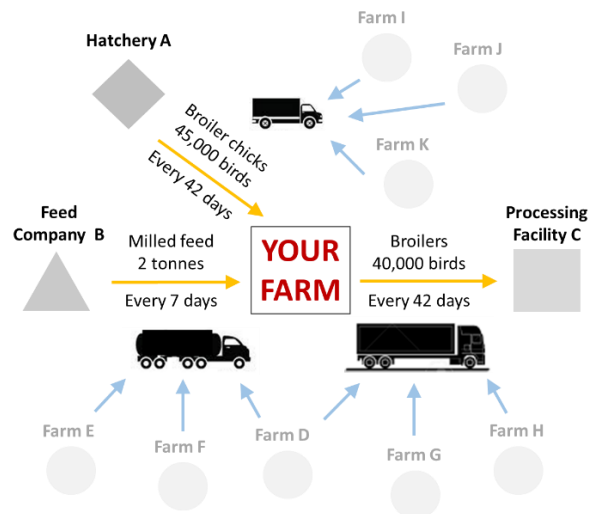 Farm I
Hatchery A
Farm J
Broiler chicks
45,000 birds
Every 42 days
Farm K
Feed
Company  B
Milled feed
2 tonnes
Every 7 days
YOUR
FARM
Broilers
40,000 birds
Every 42 days
Processing
Facility C
Farm E
Farm F
Farm D
Farm G
Farm H